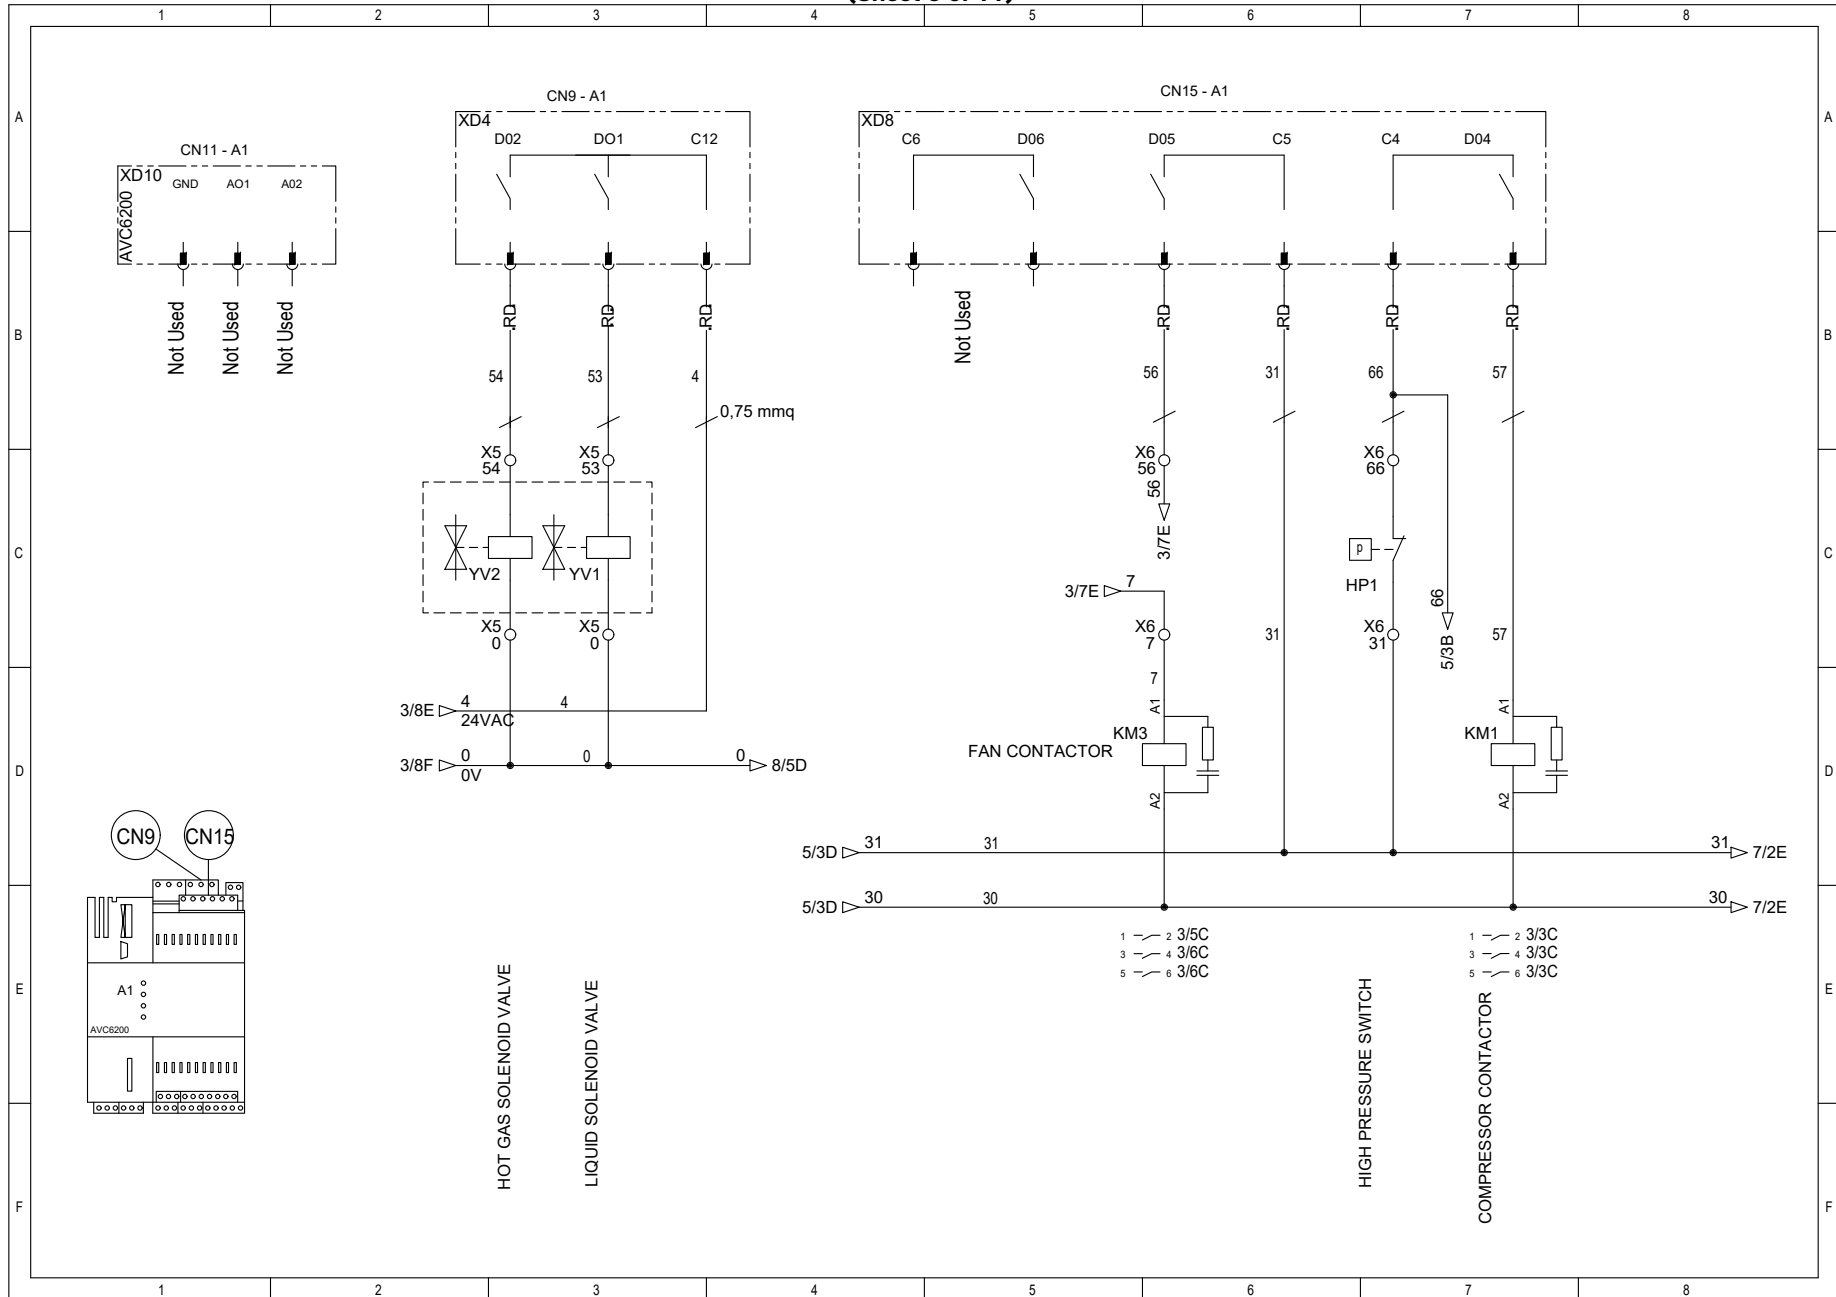 1 2 3 4 5 6 7 8
A A
CN11 - A1
XD10
GND AO1 A02
AVC6200
Not Used
Not Used
Not Used
CN9 - A1
XD4
D02 DO1 C12
RD RD RD
54 53 4
0,75 mmq
X5
54
X5
53
YV2 YV1
X5
0
X5
0
3/8E 4 4
24VAC
3/8F 0 0 0 8/5D
0V
CN15 - A1
XD8
C6 D06 D05 C5 C4 D04
Not Used
RD RD RD RD
56 31 66 57
X6
56
56
3/7E
X6
66
P
HP1
3/7E 7
X6
7
7
31
X6
31
66
5/3B
57
A1
KM3
FAN CONTACTOR
A2
A1
KM1
A2
5/3D 31 31 31 7/2E
5/3D 30 30 30 7/2E
1 2 3/5C
3 4 3/6C
5 6 3/6C
1 2 3/3C
3 4 3/3C
5 6 3/3C
B B
C C
D D
CN9 CN15
A1
AVC6200
E E
HOT GAS SOLENOID VALVE
LIQUID SOLENOID VALVE
HIGH PRESSURE SWITCH
COMPRESSOR CONTACTOR
F F
1 2 3 4 5 6 7 8